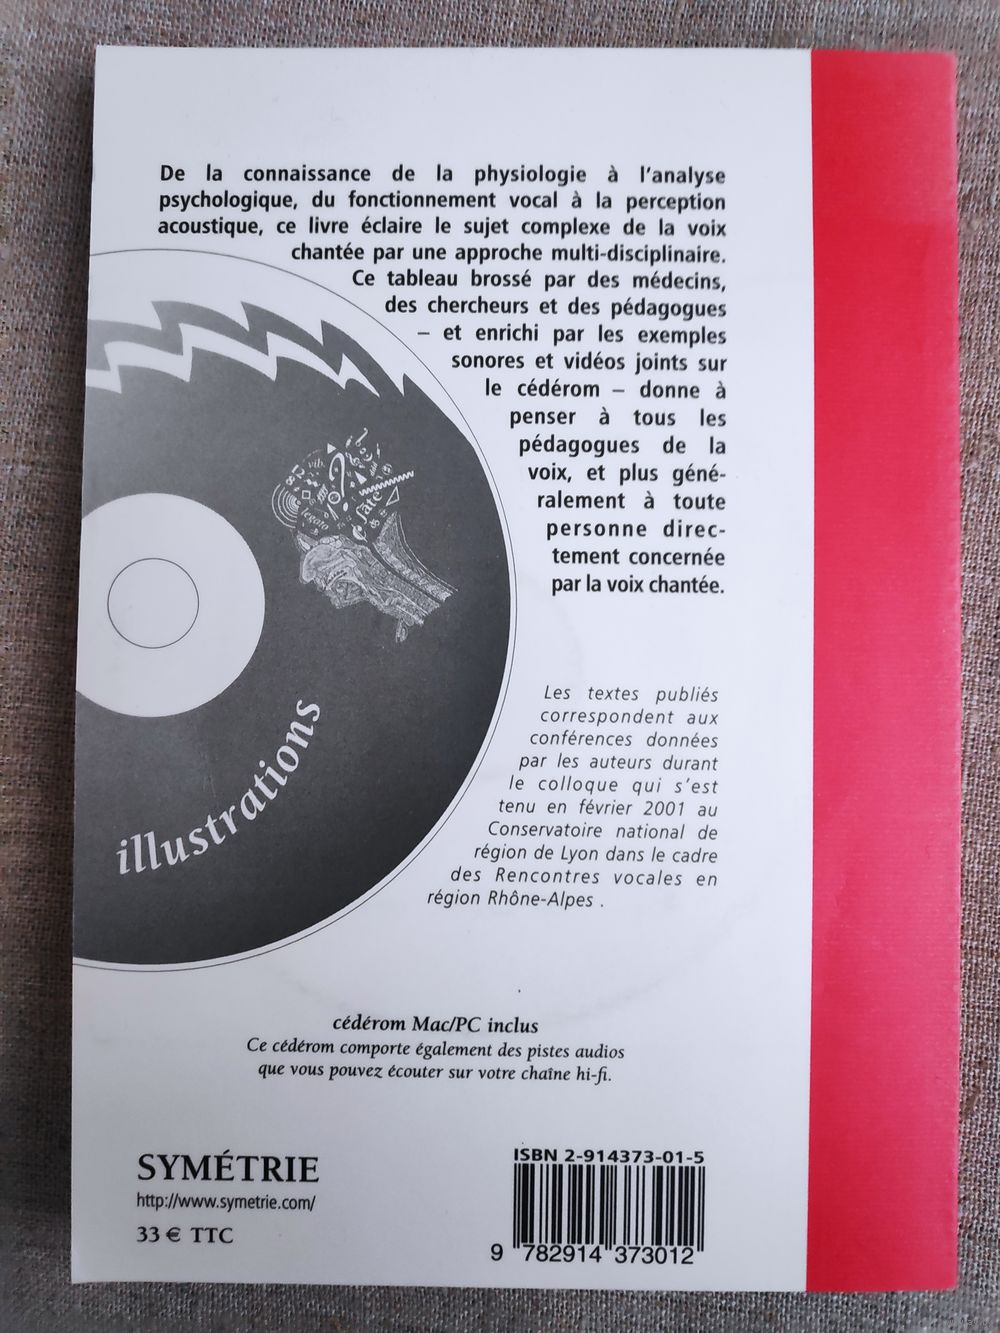 De la connaissance de la physiologie à l'analyse
psychologique, du fonctionnement vocal à la perception
acoustique, ce livre éclaire le sujet complexe de la voix
chantée par une approche multi-disciplinaire.
Ce tableau brossé par des médecins,
des chercheurs et des pédagogues
– et enrichi par les exemples
sonores et vidéos joints sur
le cédérom – donne à
penser à tous les
pédagogues de la
voix, et plus géné-
ralement à toute
personne direc-
tement concernée
par la voix chantée.
vib.
legato
illustrations
Les textes publiés
correspondent aux
conférences données
par les auteurs durant
le colloque qui s'est
tenu en février 2001 au
Conservatoire national de
région de Lyon dans le cadre
des Rencontres vocales en
région Rhône-Alpes .
cédérom Mac/PC inclus
Ce cédérom comporte également des pistes audios
que vous pouvez écouter sur votre chaîne hi-fi.
SYMÉTRIE
http://www.symetrie.com/
33 € TTC
ISBN 2-914373-01-5
9 782914 373012